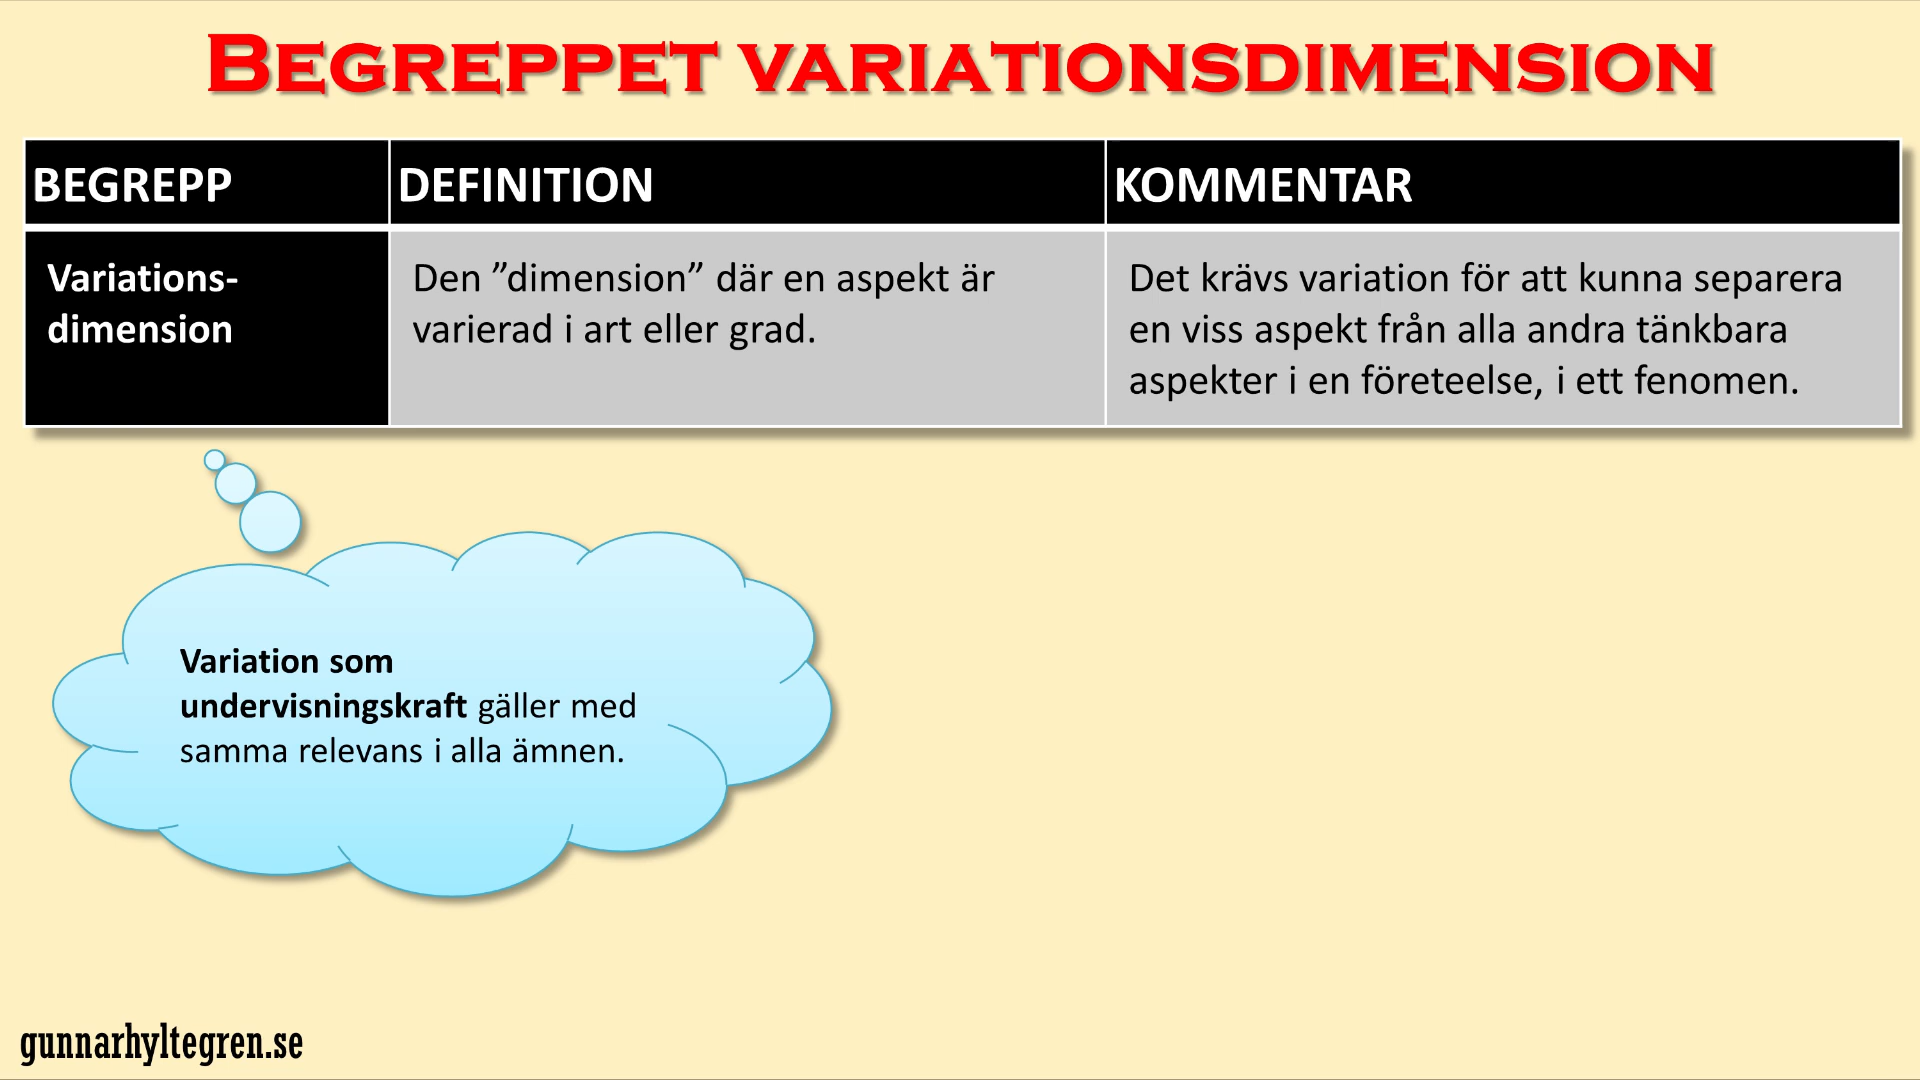 BEGREPPET VARIATIONSDIMENSION
BEGREPP
DEFINITION
KOMMENTAR
Variations-
dimension
Den ”dimension” där en aspekt är
varierad i art eller grad.
Det krävs variation för att kunna separera
en viss aspekt från alla andra tänkbara
aspekter i en företeelse, i ett fenomen.
Variation som
undervisningskraft gäller med
samma relevans i alla ämnen.
gunnarhyltegren.se